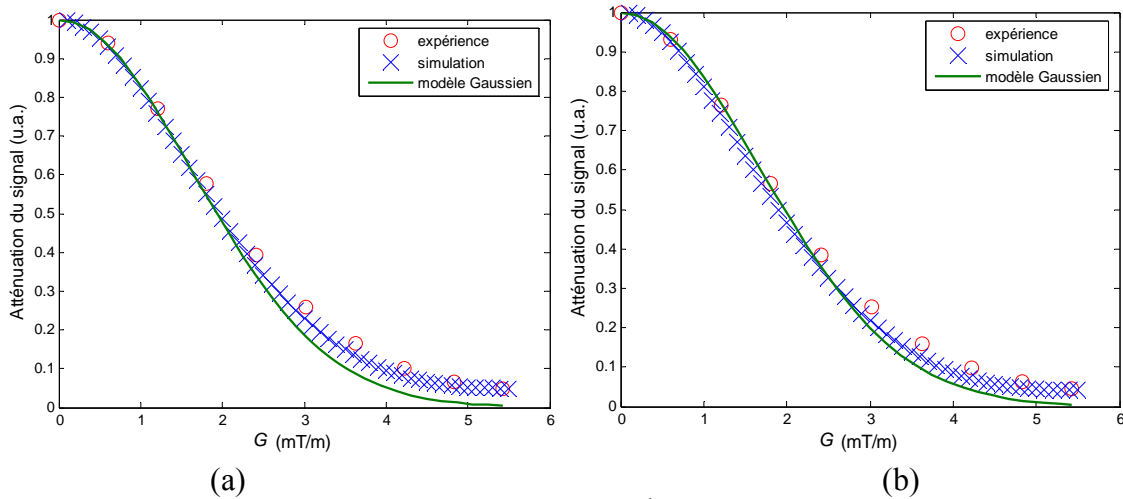 1
0.9
0.8
0.7
0.6
0.5
0.4
0.3
0.2
0.1
0
Atténuation du signal (u.a.)
0 1 2 3 4 5 6
G (mT/m)
expérience
simulation
modèle Gaussien
(a)
1
0.9
0.8
0.7
0.6
0.5
0.4
0.3
0.2
0.1
0
Atténuation du signal (u.a.)
0 1 2 3 4 5 6
G (mT/m)
expérience
simulation
modèle Gaussien
(b)